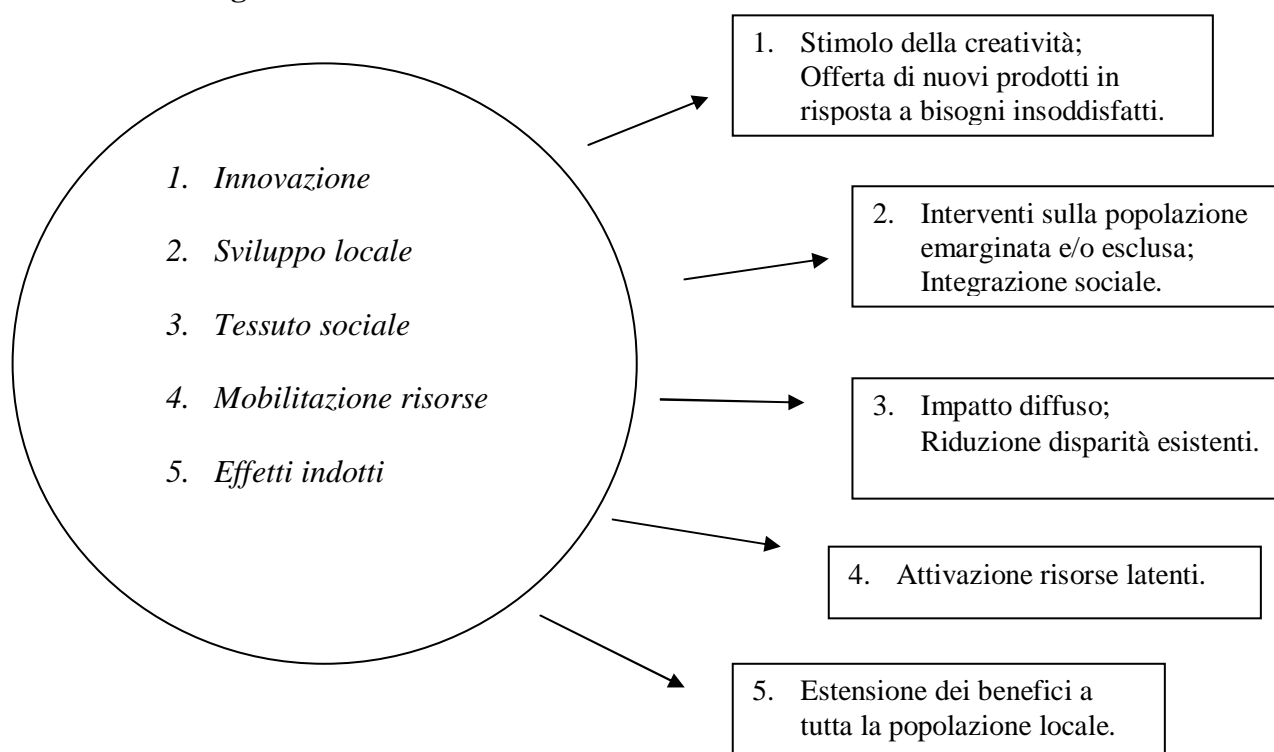 1. Innovazione
2. Sviluppo locale
3. Tessuto sociale
4. Mobilitazione risorse
5. Effetti indotti
1. Stimolo della creatività;
Offerta di nuovi prodotti in
risposta a bisogni insoddisfatti.
2. Interventi sulla popolazione
emarginata e/o esclusa;
Integrazione sociale.
3. Impatto diffuso;
Riduzione disparità esistenti.
4. Attivazione risorse latenti.
5. Estensione dei benefici a
tutta la popolazione locale.